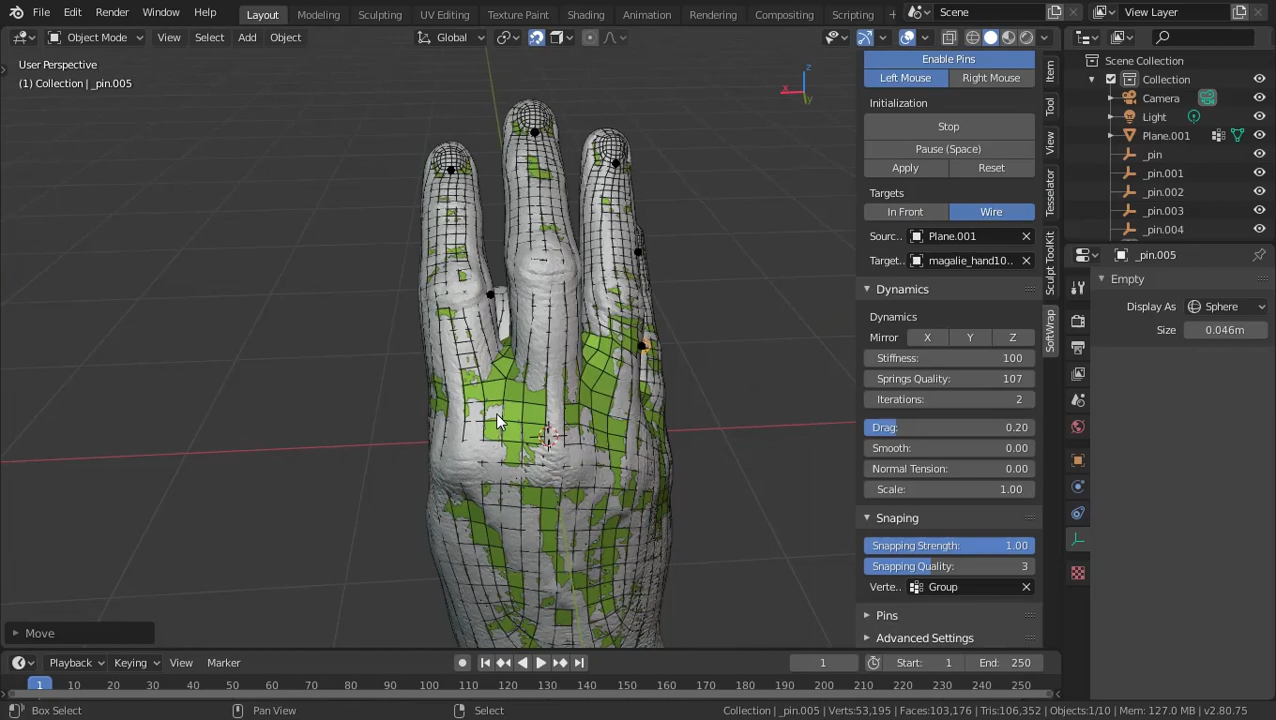 File Edit Render Window Help Layout Modeling Sculpting UV Editing Texture Paint Shading Animation Rendering Compositing Scripting + Scene View Layer
Object Mode View Select Add Object Global
User Perspective
(1) Collection | _pin.005
x
y
z
Enable Pins
Left Mouse Right Mouse
Initialization
Stop
Pause (Space)
Apply Reset
Targets
In Front Wire
Sourc.. Plane.001
Target.. magalie_hand10..
Dynamics
Dynamics
Mirror X Y Z
Stiffness: 100
Springs Quality: 107
Iterations: 2
Drag: 0.20
Smooth: 0.00
Normal Tension: 0.00
Scale: 1.00
Snaping
Snapping Strength: 1.00
Snapping Quality: 3
Verte.. Group
Pins
Advanced Settings
Item
Tool
View
Tesselator
Sculpt ToolKit
SoftWrap
Scene Collection
Collection
Camera
Light
Plane.001
_pin
_pin.001
_pin.002
_pin.003
_pin.004
_pin.005
Empty
Display As Sphere
Size 0.046m
Move
Playback Keying View Marker 1 Start: 1 End: 250
1 10 20 30 40 50 60 70 80 90 100 110 120 130 140 150 160 170 180 190 200 210 220 230 240 250
Box Select Pan View Select Collection | _pin.005 | Verts:53,195 | Faces:103,176 | Tris:106,352 | Objects:1/10 | Mem: 127.0 MB | v2.80.75